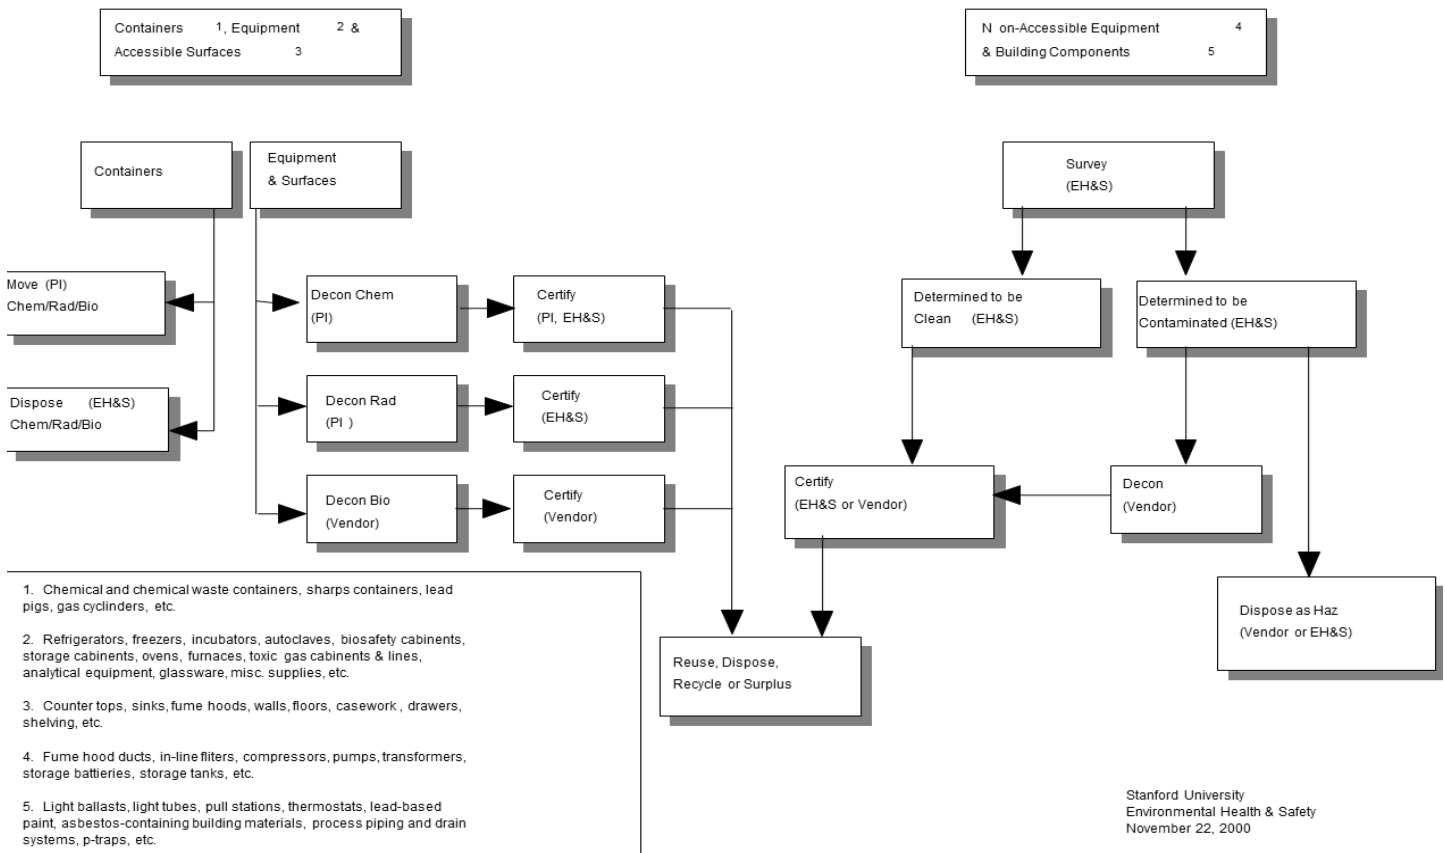 Containers 1, Equipment 2 &
Accessible Surfaces 3
N on-Accessible Equipment 4
& Building Components 5
Containers
Equipment
& Surfaces
Survey
(EH&S)
Move (PI)
Chem/Rad/Bio
Decon Chem
(PI)
Certify
(PI, EH&S)
Determined to be
Clean (EH&S)
Determined to be
Contaminated (EH&S)
Dispose (EH&S)
Chem/Rad/Bio
Decon Rad
(PI )
Certify
(EH&S)
Decon Bio
(Vendor)
Certify
(Vendor)
Certify
(EH&S or Vendor)
Decon
(Vendor)
Dispose as Haz
(Vendor or EH&S)
Reuse, Dispose,
Recycle or Surplus
1. Chemical and chemical waste containers, sharps containers, lead
pigs, gas cyclinders, etc.
2. Refrigerators, freezers, incubators, autoclaves, biosafety cabinents,
storage cabinents, ovens, furnaces, toxic gas cabinents & lines,
analytical equipment, glassware, misc. supplies, etc.
3. Counter tops, sinks, fume hoods, walls, floors, casework , drawers,
shelving, etc.
4. Fume hood ducts, in-line fliters, compressors, pumps, transformers,
storage battieries, storage tanks, etc.
5. Light ballasts, light tubes, pull stations, thermostats, lead-based
paint, asbestos-containing building materials, process piping and drain
systems, p-traps, etc.
Stanford University
Environmental Health & Safety
November 22, 2000